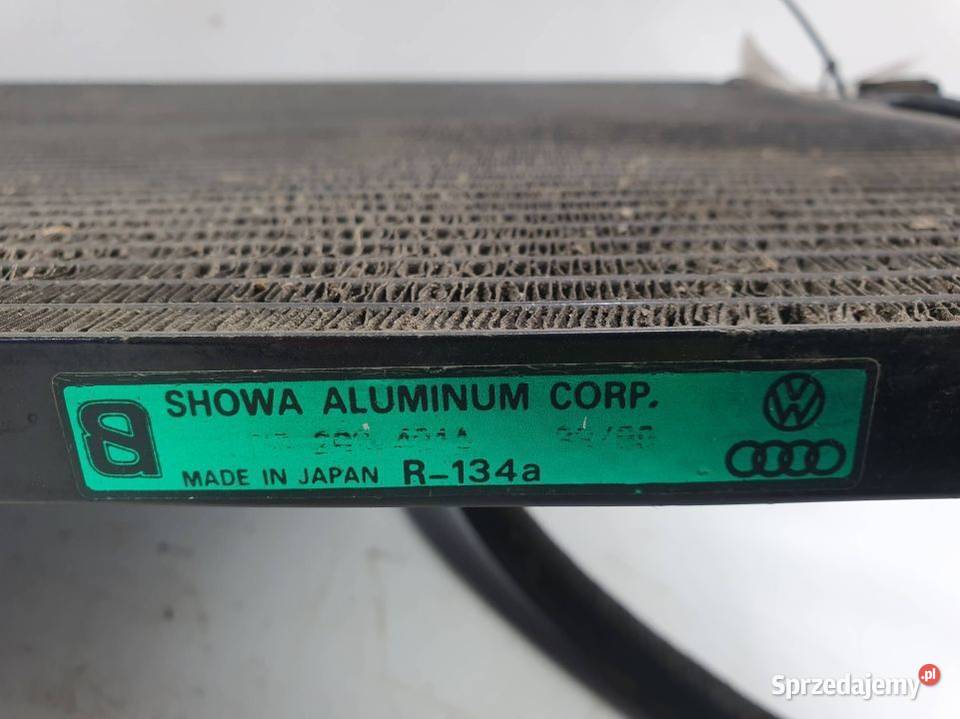 SHOWA ALUMINUM CORP.
MADE IN JAPAN R-134a
Sprzedajemy.pl